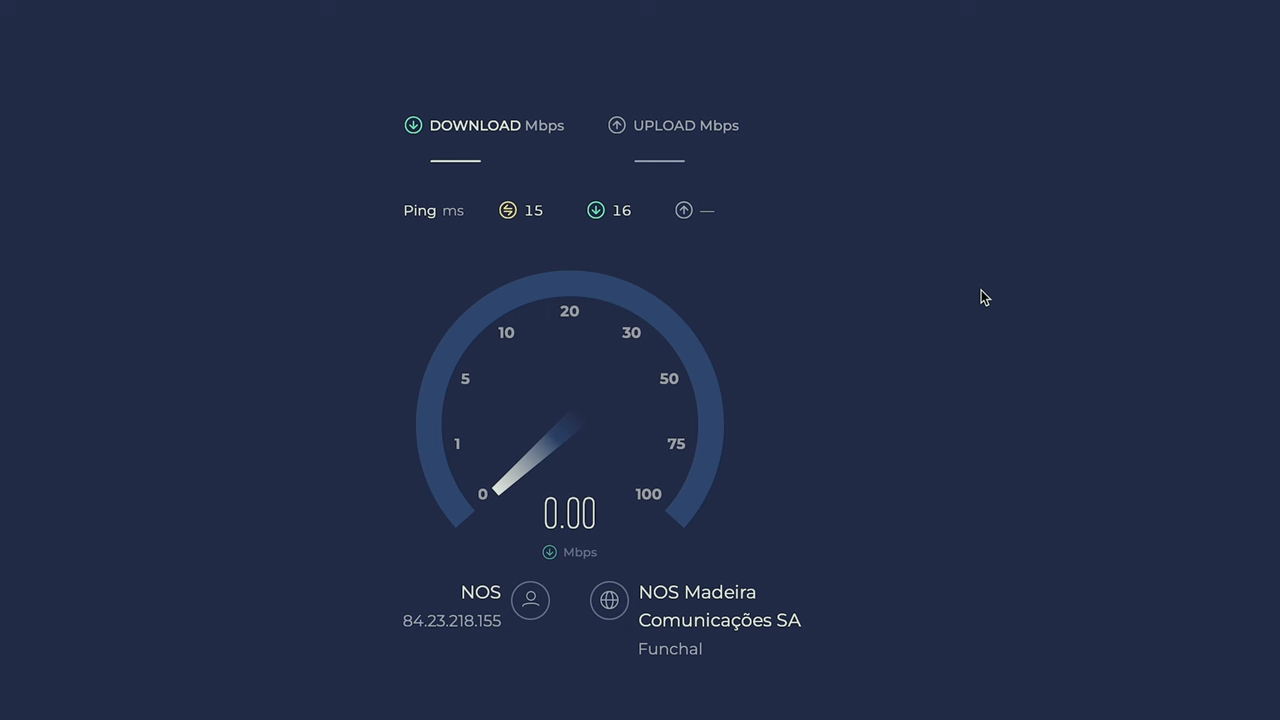 DOWNLOAD Mbps
UPLOAD Mbps
Ping ms 15 16 —
20
10 30
5 50
1 75
0 100
0.00
Mbps
NOS
84.23.218.155
NOS Madeira
Comunicações SA
Funchal